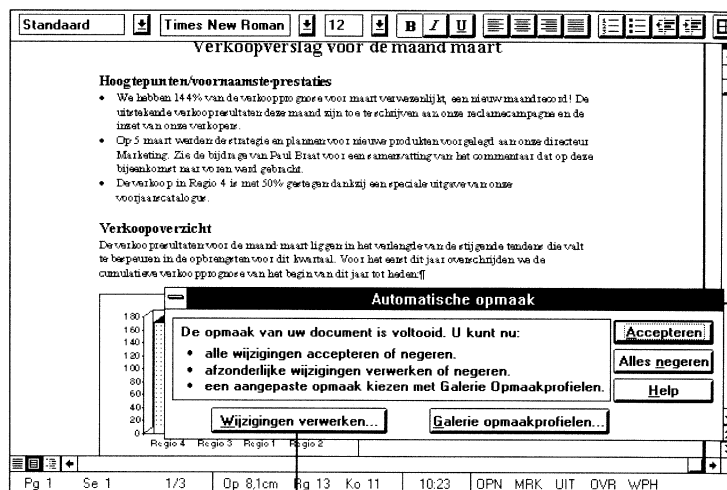 Standaard Times New Roman 12 B I U
Verkoopverslag voor de maand maart
Hoogtepunten/voornaamste-prestaties
• We hebben 144% van de verkoopprognose voor maart verwezenlijkt, een nieuw maandrecord! De
uitstekende verkoopresultaten deze maand zijn toe te schrijven aan onze reclamecampagne en de
inzet van onze verkopers.
• Op 5 maart werden de strategie en plannen voor nieuwe produkten voorgelegd aan onze directeur
Marketing. Zie de bijdrage van Paul Braat voor een samenvatting van het commentaar dat op deze
bijeenkomst naar voren werd gebracht.
• De verkoop in Regio 4 is met 50% gestegen dankzij een speciale uitgave van onze
voorjaarscatalogus.
Verkoopoverzicht
De verkoopresultaten voor de maand maart liggen in het verlengde van de stijgende tendens die valt
te bespeuren in de opbrengsten voor dit kwartaal. Voor het eerst dit jaar overschrijden we de
cumulatieve verkoopprognose van het begin van dit jaar tot heden.¶
Automatische opmaak
De opmaak van uw document is voltooid. U kunt nu:
• alle wijzigingen accepteren of negeren.
• afzonderlijke wijzigingen verwerken of negeren.
• een aangepaste opmaak kiezen met Galerie Opmaakprofielen.
Accepteren
Alles negeren
Help
Wijzigingen verwerken...
Galerie opmaakprofielen...
180
160
140
120
100
80
60
40
20
0
Regio 4 Regio 3 Regio 1 Regio 2
Pg 1 Se 1 1/3 Op 8,1cm Rg 13 Ko 11 10:23 OPN MRK UIT OVR WPH